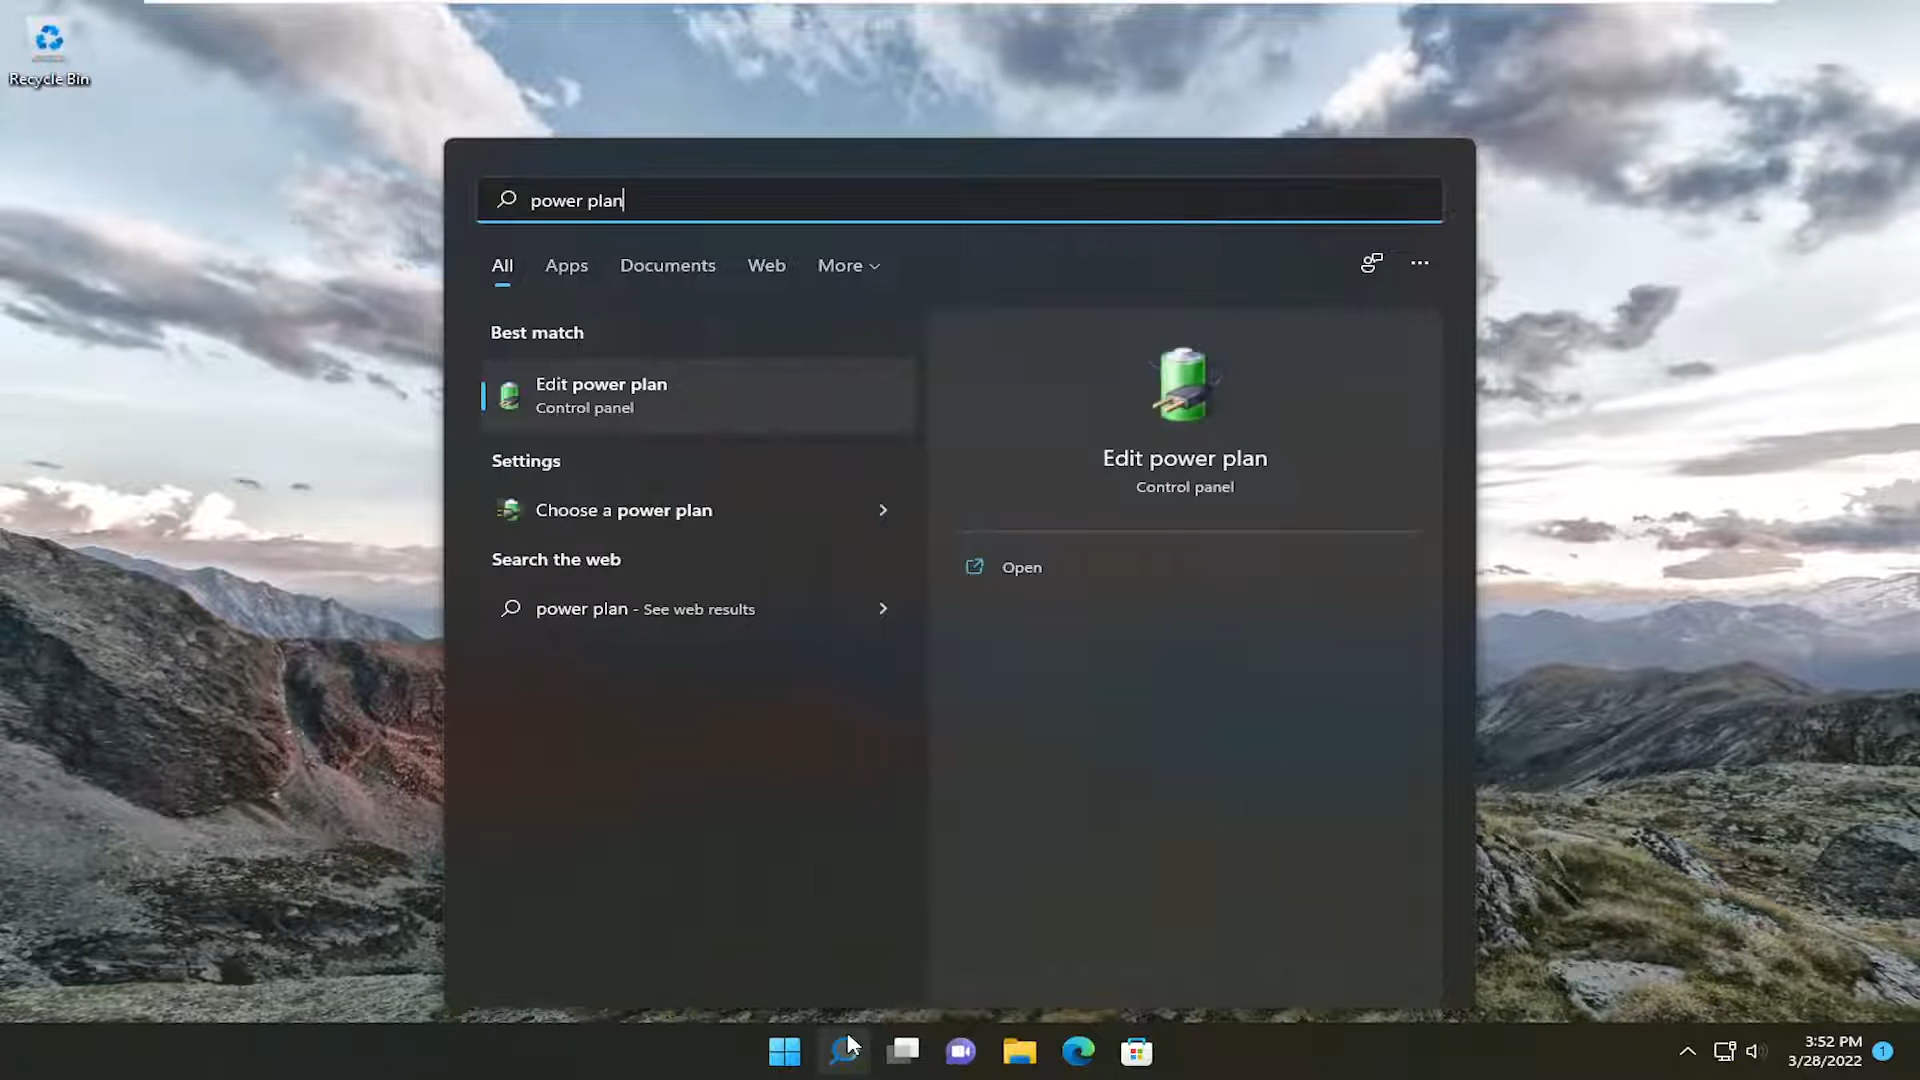 Recycle Bin
power plan
All Apps Documents Web More
Best match
Edit power plan
Control panel
Settings
Choose a power plan
Search the web
power plan - See web results
Edit power plan
Control panel
Open
3:52 PM
3/28/2022
1